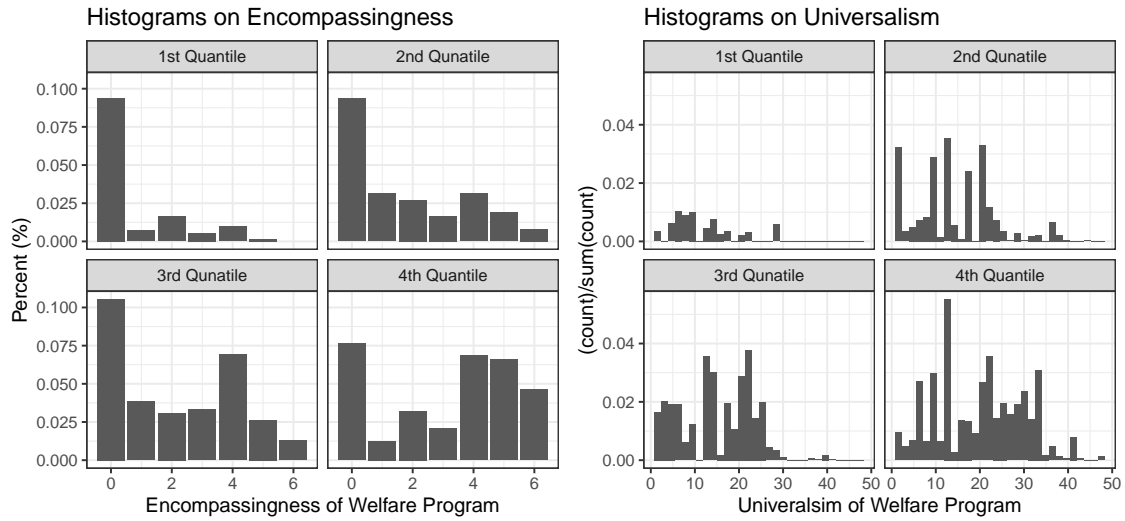 Histograms on Encompassingness
1st Quantile
2nd Qunatile
0.100
0.075
0.050
0.025
0.000
3rd Qunatile
4th Quantile
0.100
0.075
0.050
0.025
0.000
0 2 4 6
0 2 4 6
Percent (%)
Encompassingness of Welfare Program
Histograms on Universalism
1st Quantile
2nd Qunatile
0.04
0.02
0.00
3rd Qunatile
4th Quantile
0.04
0.02
0.00
0 10 20 30 40 50
0 10 20 30 40 50
(count)/sum(count)
Univeralsim of Welfare Program